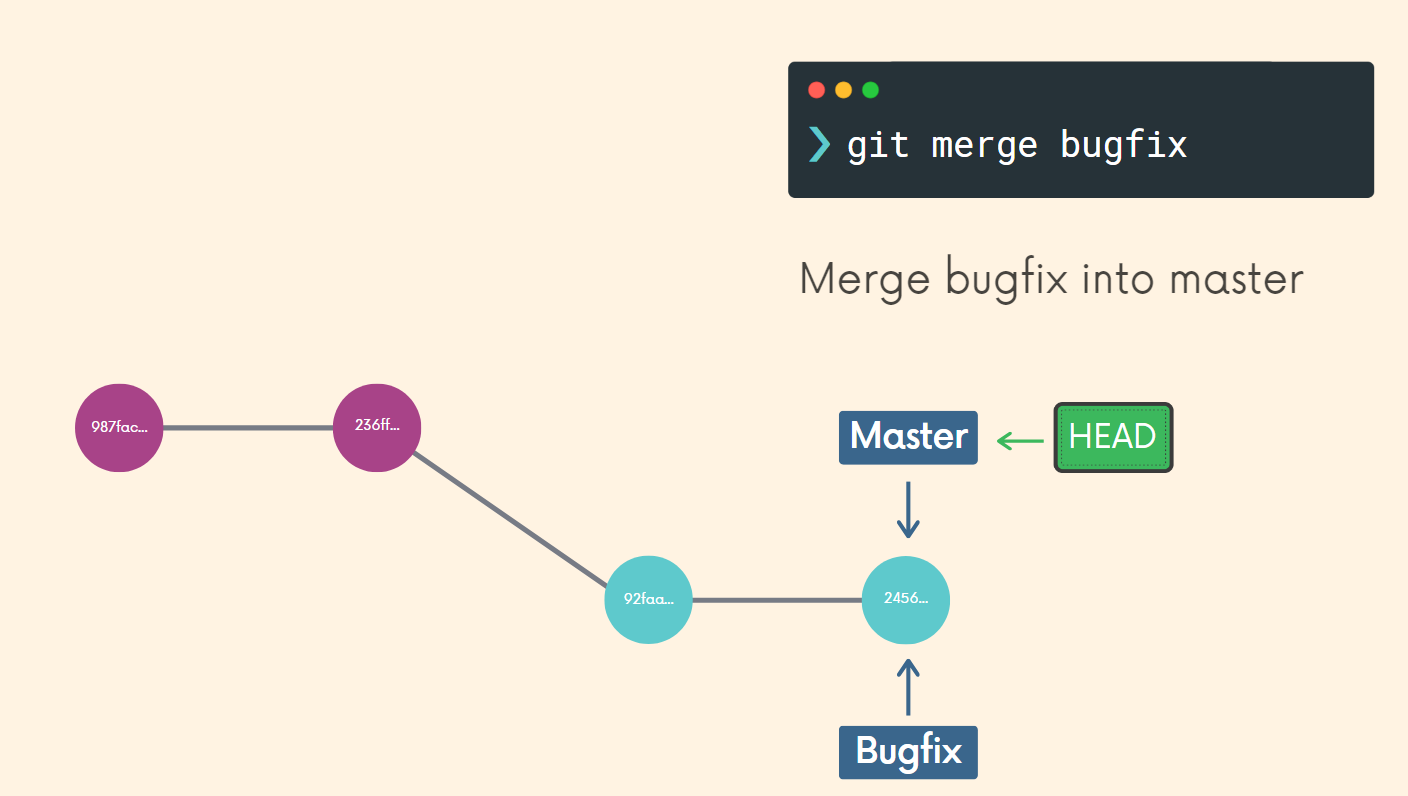 ❯ git merge bugfix
Merge bugfix into master
987fac...
236ff...
Master
HEAD
92faa...
2456...
Bugfix